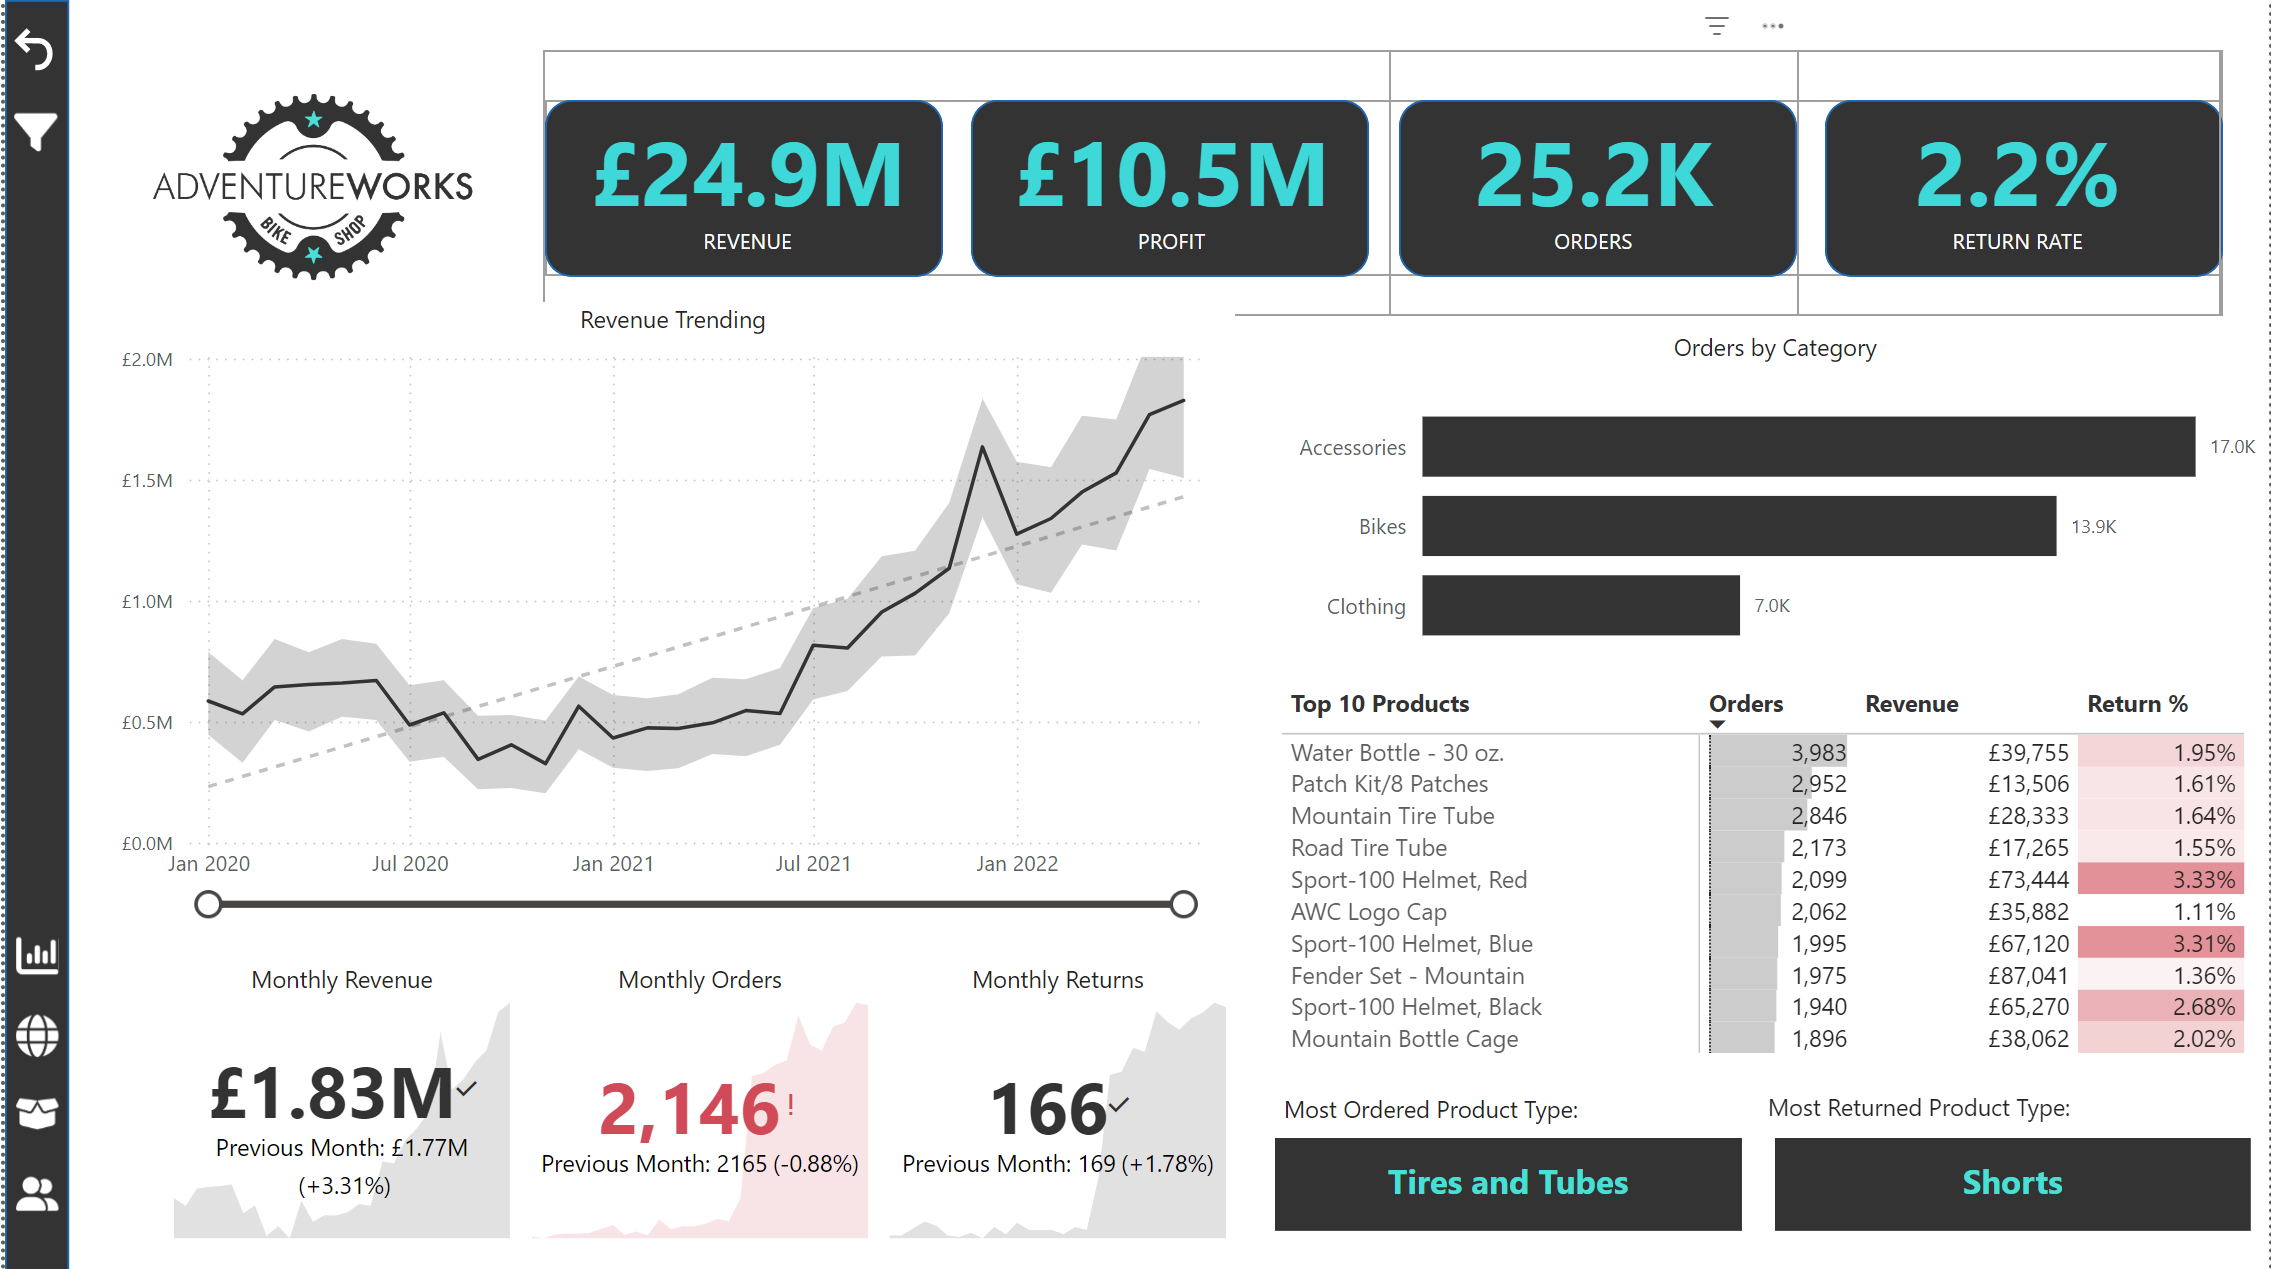 ADVENTUREWORKS
BIKE SHOP
£24.9M
REVENUE
£10.5M
PROFIT
25.2K
ORDERS
2.2%
RETURN RATE
Revenue Trending
£2.0M
£1.5M
£1.0M
£0.5M
£0.0M
Jan 2020 Jul 2020 Jan 2021 Jul 2021 Jan 2022
Orders by Category
Accessories 17.0K
Bikes 13.9K
Clothing 7.0K
Top 10 Products Orders Revenue Return %
Water Bottle - 30 oz. 3,983 £39,755 1.95%
Patch Kit/8 Patches 2,952 £13,506 1.61%
Mountain Tire Tube 2,846 £28,333 1.64%
Road Tire Tube 2,173 £17,265 1.55%
Sport-100 Helmet, Red 2,099 £73,444 3.33%
AWC Logo Cap 2,062 £35,882 1.11%
Sport-100 Helmet, Blue 1,995 £67,120 3.31%
Fender Set - Mountain 1,975 £87,041 1.36%
Sport-100 Helmet, Black 1,940 £65,270 2.68%
Mountain Bottle Cage 1,896 £38,062 2.02%
Monthly Revenue
£1.83M
Previous Month: £1.77M
(+3.31%)
Monthly Orders
2,146!
Previous Month: 2165 (-0.88%)
Monthly Returns
166
Previous Month: 169 (+1.78%)
Most Ordered Product Type:
Tires and Tubes
Most Returned Product Type:
Shorts